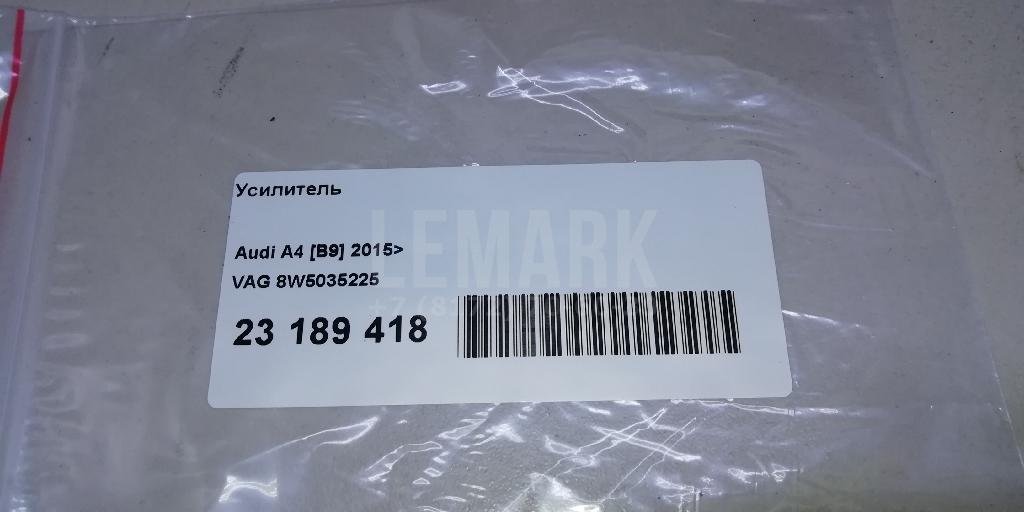 Усилитель
LEMARK
Audi A4 [B9] 2015>
VAG 8W5035225
23 189 418